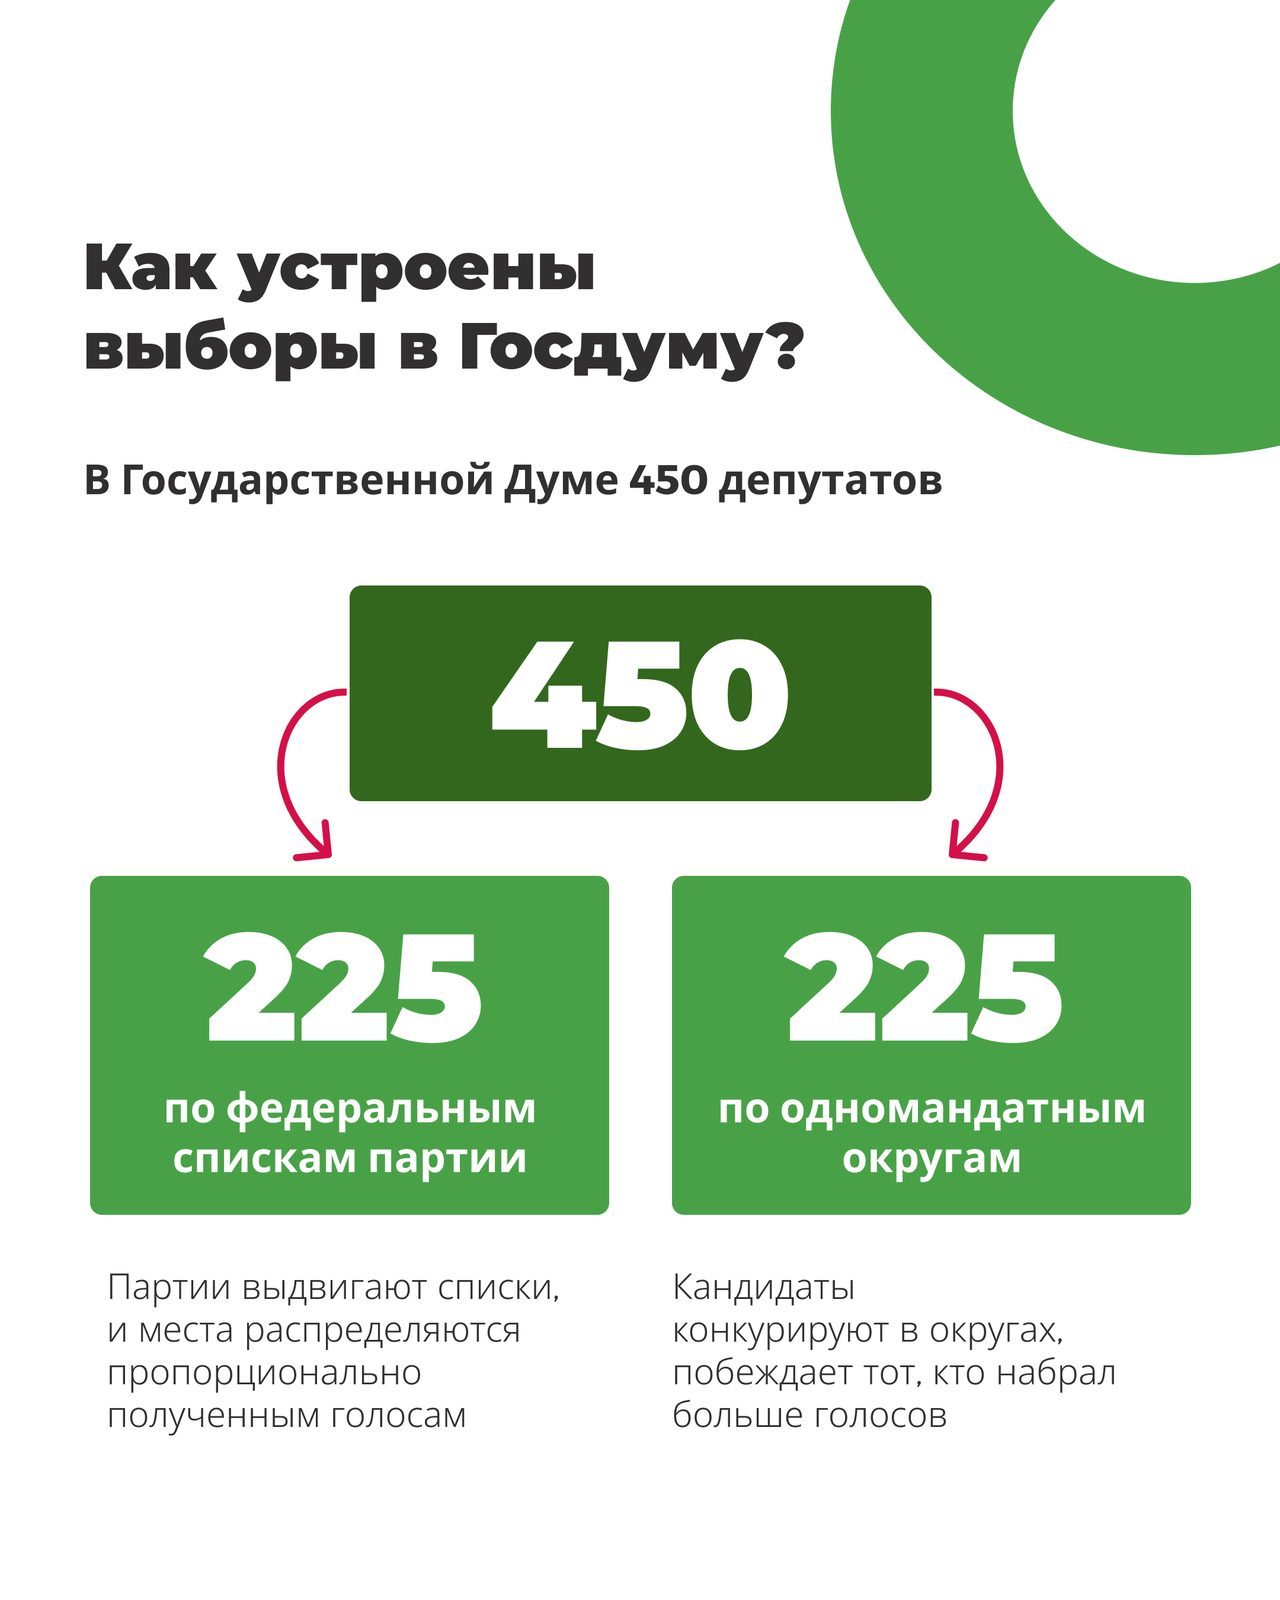 Как устроены
выборы в Госдуму?
В Государственной Думе 450 депутатов
450
225
по федеральным
спискам партии
225
по одномандатным
округам
Партии выдвигают списки,
и места распределяются
пропорционально
полученным голосам
Кандидаты
конкурируют в округах,
побеждает тот, кто набрал
больше голосов